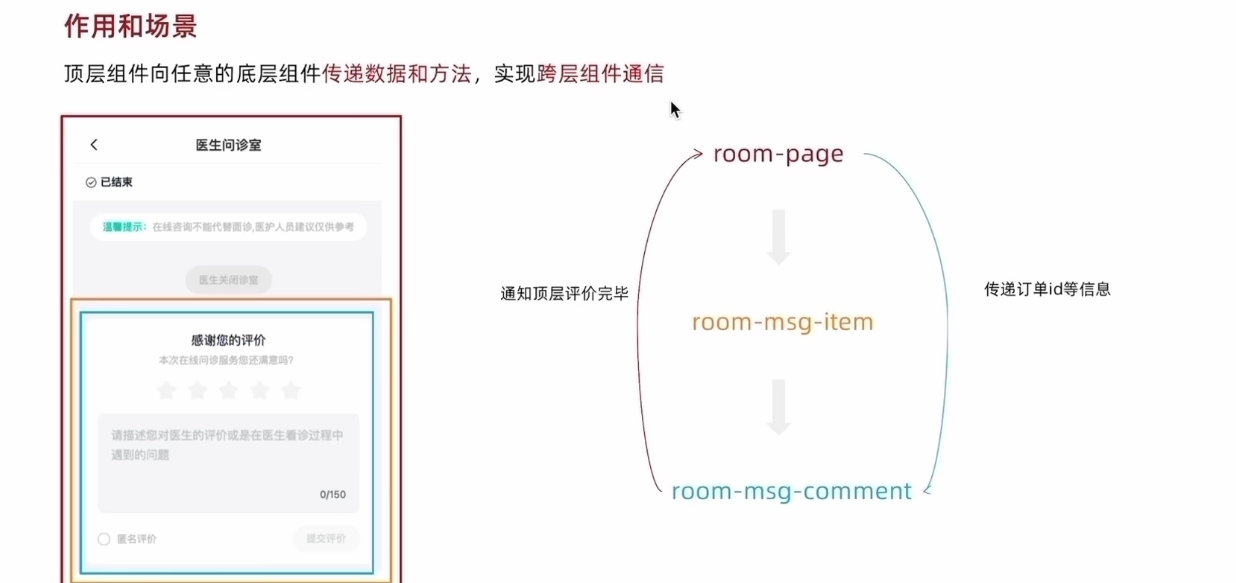 作用和场景
顶层组件向任意的底层组件传递数据和方法，实现跨层组件通信
医生问诊室
已结束
温馨提示：在线咨询不能代替面诊,医护人员建议仅供参考
医生关闭诊室
感谢您的评价
本次在线问诊服务您还满意吗?
请描述您对医生的评价或是在医生看诊过程中
遇到的问题
0/150
匿名评价
提交评价
room-page
通知顶层评价完毕
传递订单id等信息
room-msg-item
room-msg-comment